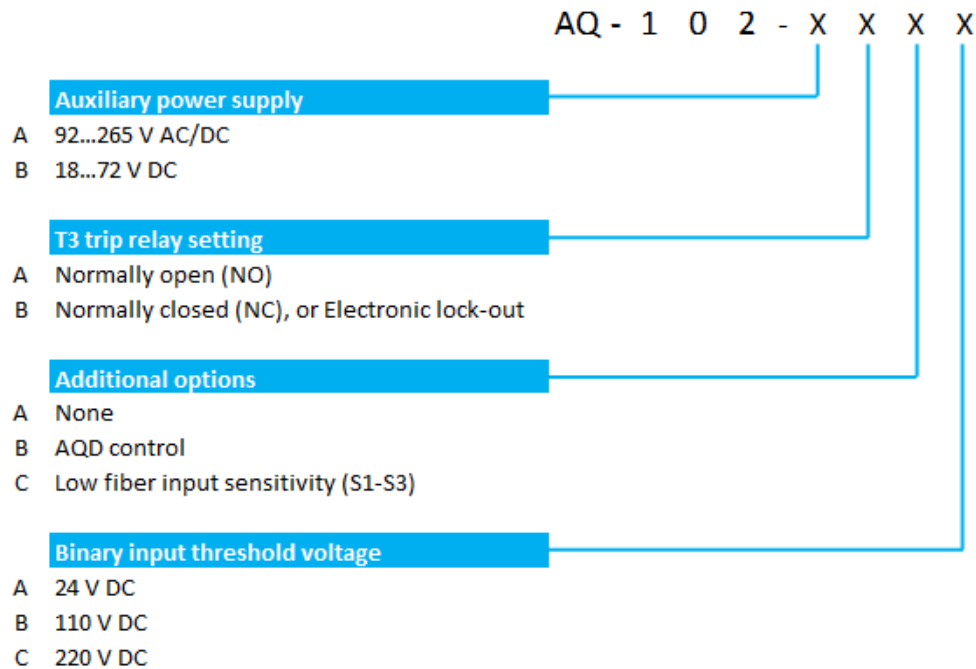 AQ - 1 0 2 - X X X X
Auxiliary power supply
A 92...265 V AC/DC
B 18...72 V DC
T3 trip relay setting
A Normally open (NO)
B Normally closed (NC), or Electronic lock-out
Additional options
A None
B AQD control
C Low fiber input sensitivity (S1-S3)
Binary input threshold voltage
A 24 V DC
B 110 V DC
C 220 V DC